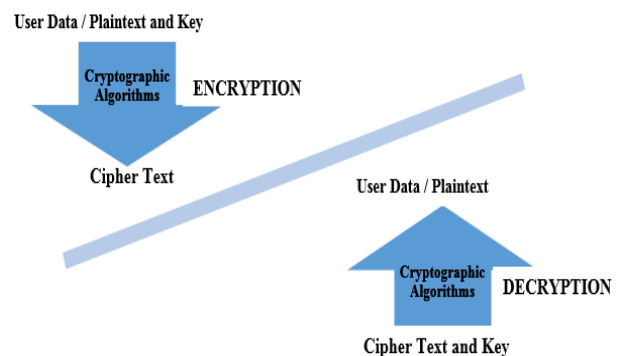 User Data / Plaintext and Key
Cryptographic
Algorithms
ENCRYPTION
Cipher Text
User Data / Plaintext
Cryptographic
Algorithms
DECRYPTION
Cipher Text and Key